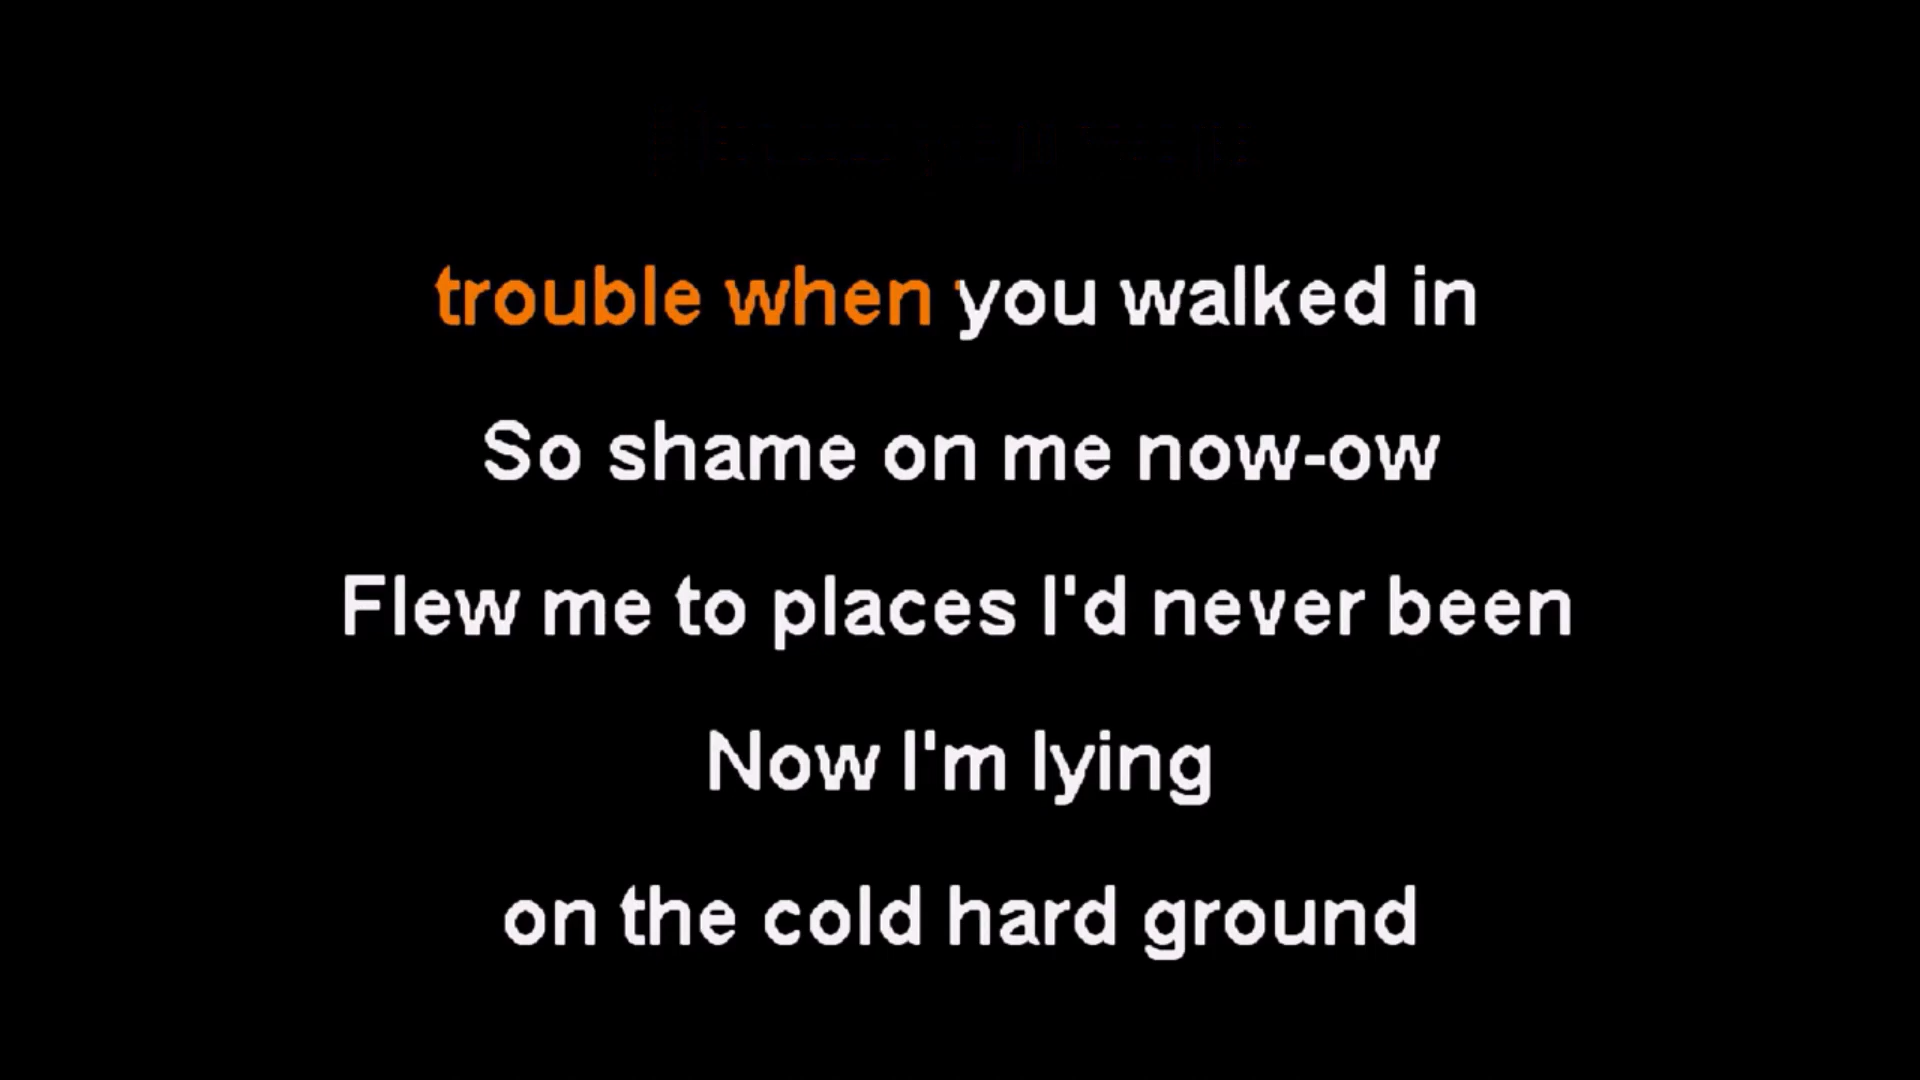 trouble when you walked in
So shame on me now-ow
Flew me to places I'd never been
Now I'm lying
on the cold hard ground